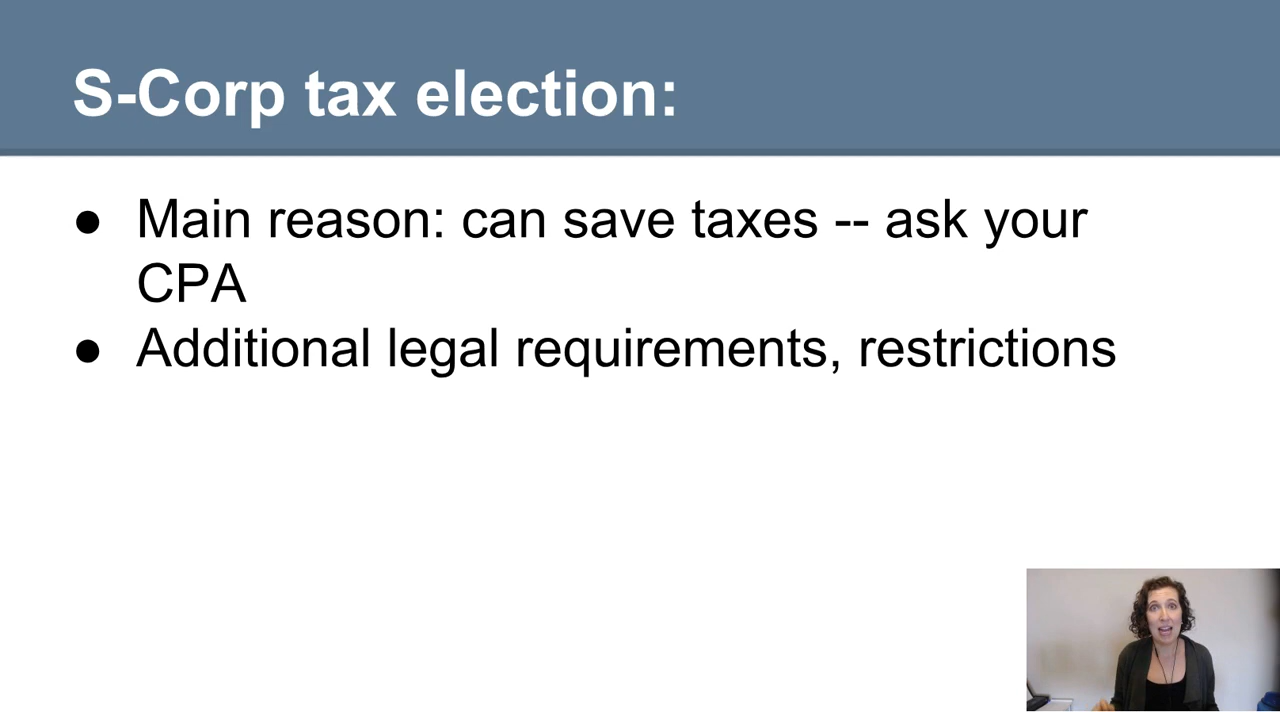 S-Corp tax election:
● Main reason: can save taxes -- ask your
CPA
● Additional legal requirements, restrictions